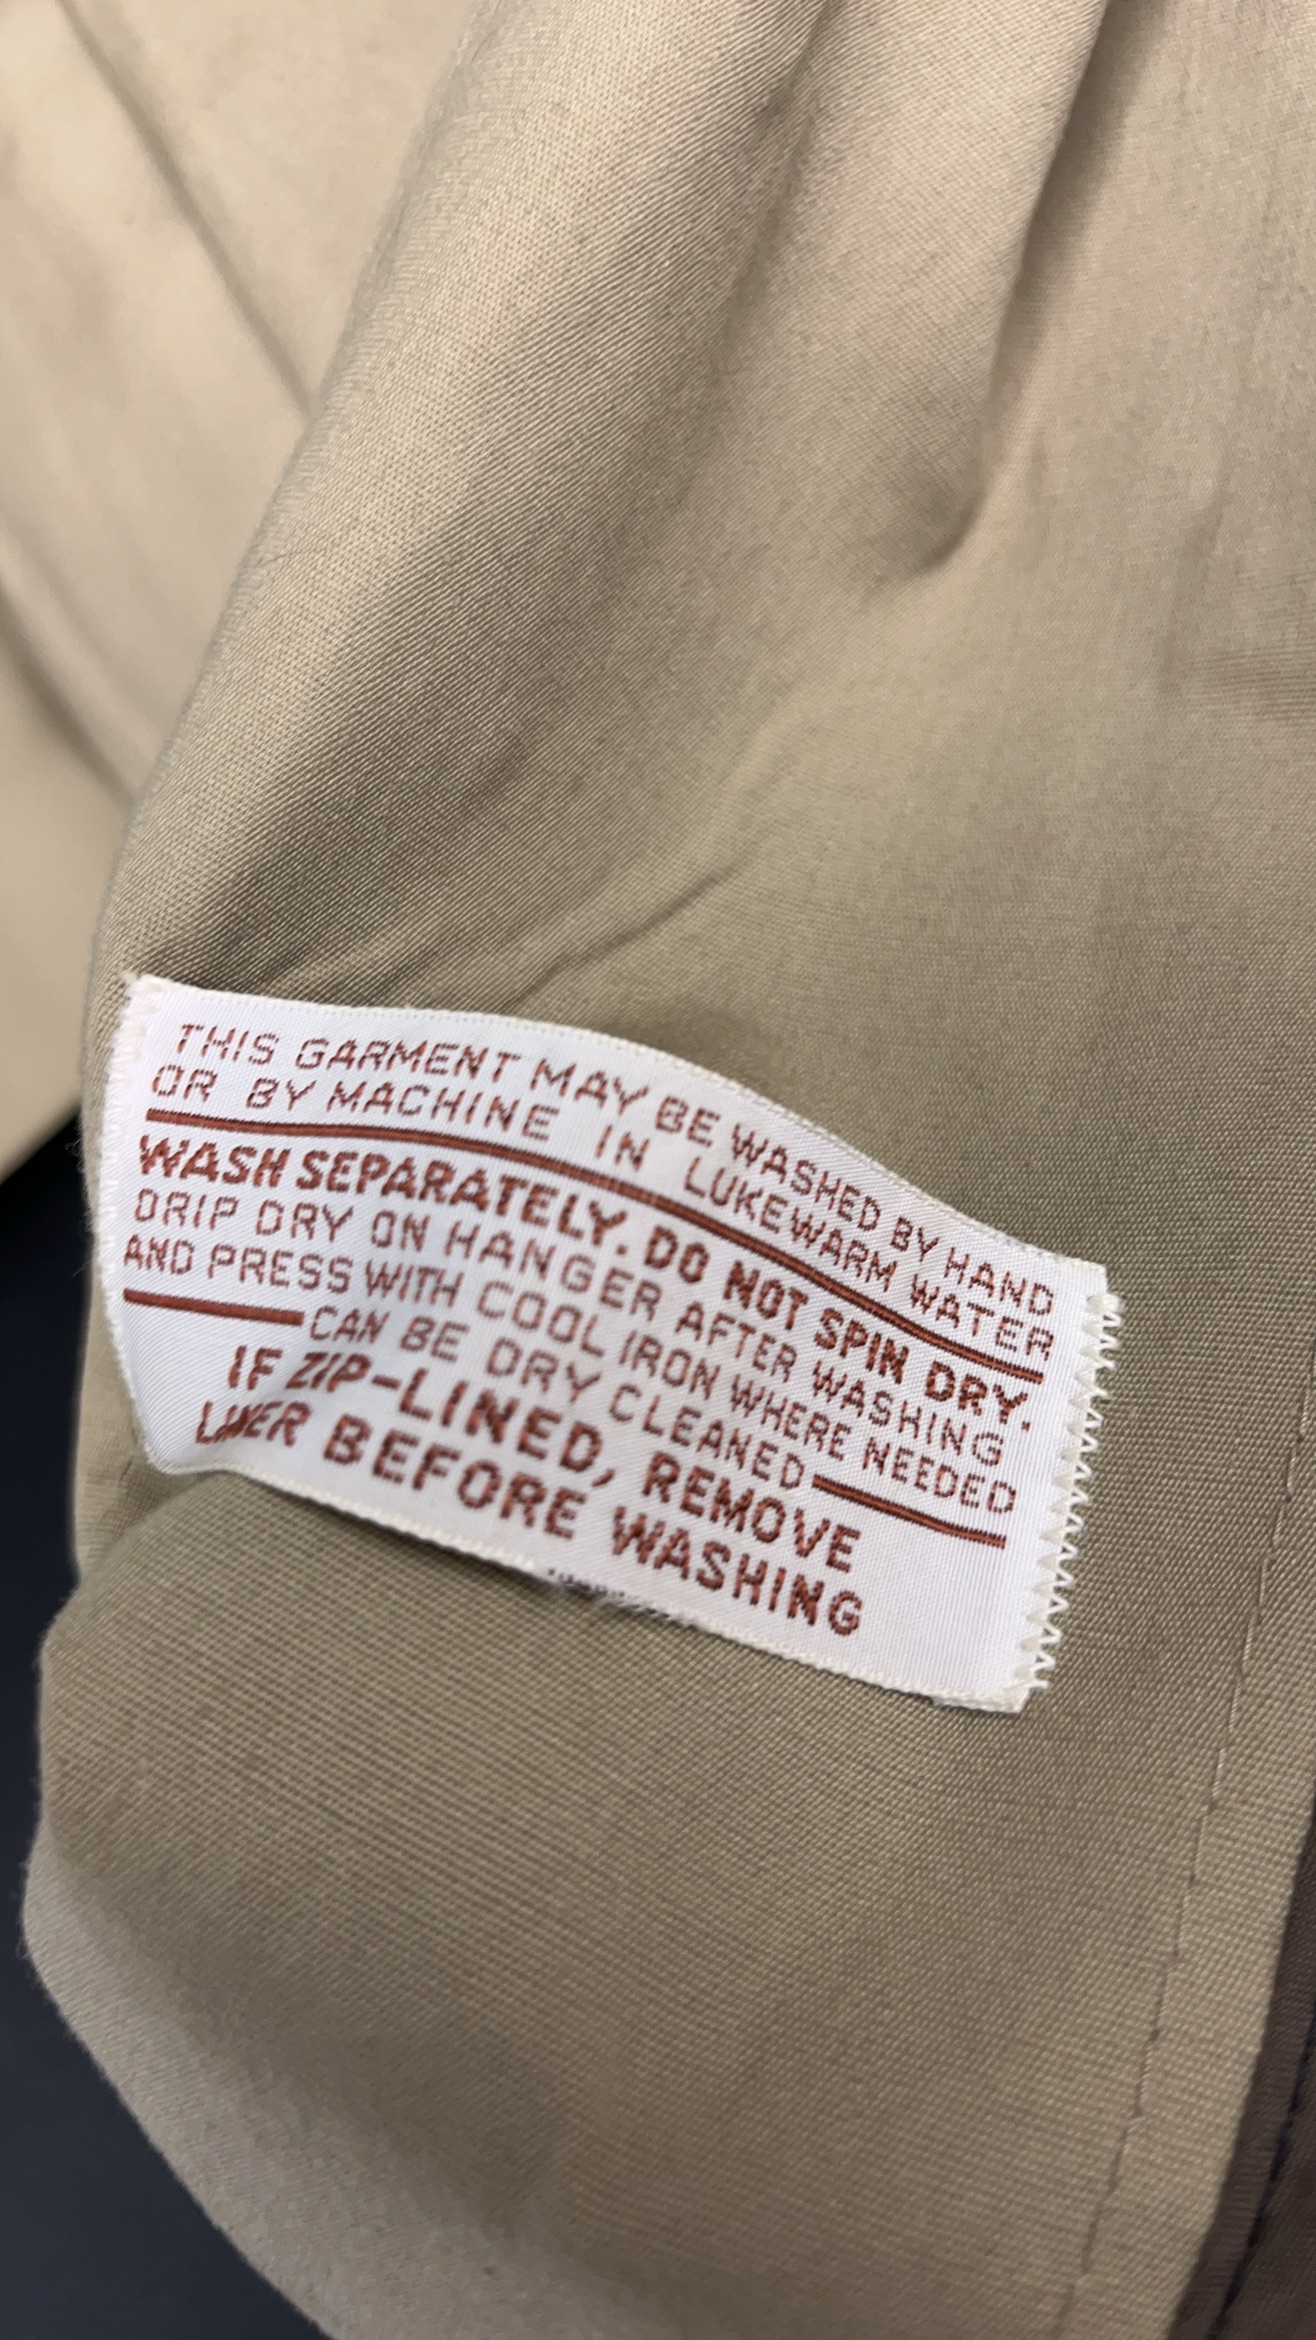 THIS GARMENT MAY BE WASHED BY HAND
OR BY MACHINE IN LUKEWARM WATER
WASH SEPARATELY. DO NOT SPIN DRY.
DRIP DRY ON HANGER AFTER WASHING
AND PRESS WITH COOL IRON WHERE NEEDED
CAN BE DRY CLEANED
IF ZIP-LINED, REMOVE
LINER BEFORE WASHING